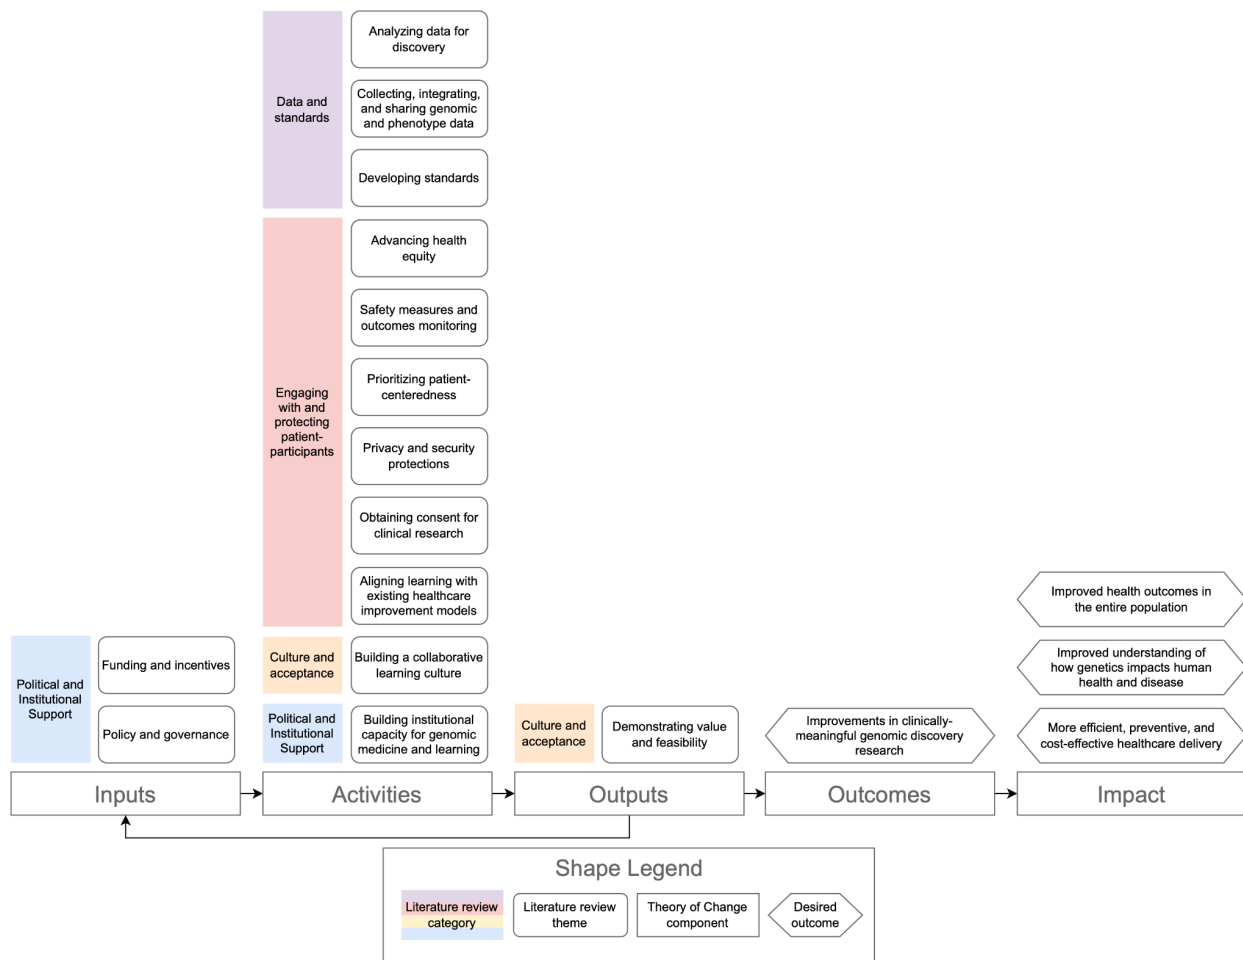 Data and
standards
Analyzing data for
discovery
Collecting, integrating,
and sharing genomic
and phenotype data
Developing standards
Engaging
with and
protecting
patient-
participants
Advancing health
equity
Safety measures and
outcomes monitoring
Prioritizing patient-
centeredness
Privacy and security
protections
Obtaining consent for
clinical research
Aligning learning with
existing healthcare
improvement models
Political and
Institutional
Support
Funding and incentives
Policy and governance
Culture and
acceptance
Building a collaborative
learning culture
Political and
Institutional
Support
Building institutional
capacity for genomic
medicine and learning
Culture and
acceptance
Demonstrating value
and feasibility
Improvements in clinically-
meaningful genomic discovery
research
Improved health outcomes in
the entire population
Improved understanding of
how genetics impacts human
health and disease
More efficient, preventive, and
cost-effective healthcare delivery
Inputs
Activities
Outputs
Outcomes
Impact
Shape Legend
Literature review
category
Literature review
theme
Theory of Change
component
Desired
outcome